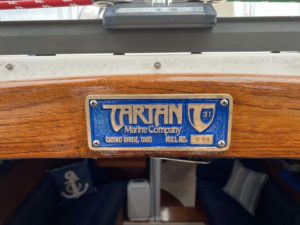 TARTAN
31
Marine Company
GRAND RIVER, OHIO HULL NO.